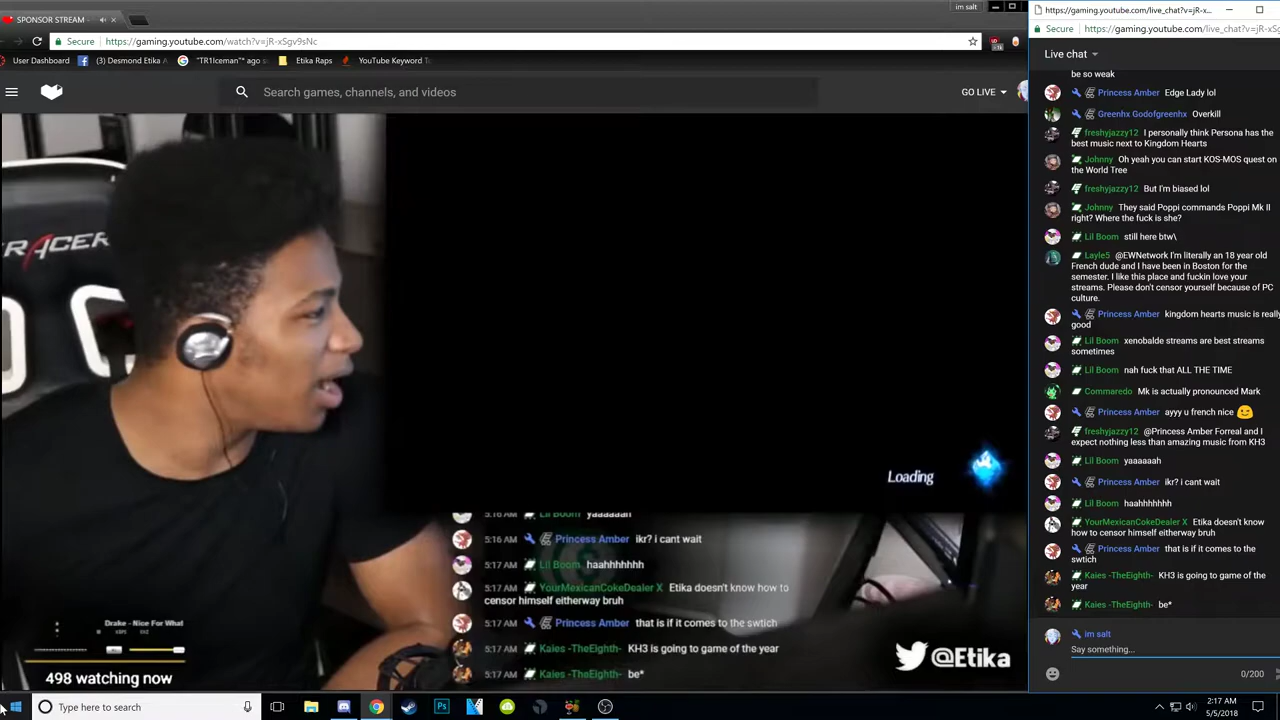 SPONSOR STREAM
im salt
Secure
https://gaming.youtube.com/watch?v=jR-xSgv9sNc
User Dashboard
(3) Desmond Etika A
"TR1Iceman"* ago s
Etika Raps
YouTube Keyword To
Search games, channels, and videos
GO LIVE
RACER
Loading
5:16 AM Lil Boom yaaaaaah
5:16 AM Princess Amber ikr? i cant wait
5:17 AM Lil Boom haahhhhhhh
5:17 AM YourMexicanCokeDealer X Etika doesn't know how to
censor himself eitherway bruh
5:17 AM Princess Amber that is if it comes to the swtich
5:17 AM Kaies -TheEighth- KH3 is going to game of the year
5:17 AM Kaies -TheEighth- be*
Drake - Nice For What
498 watching now
@Etika
https://gaming.youtube.com/live_chat?v=jR-x...
Secure
https://gaming.youtube.com/live_chat?v=jR-xSg
Live chat
be so weak
Princess Amber Edge Lady lol
Greenhx Godofgreenhx Overkill
freshyjazzy12 I personally think Persona has the
best music next to Kingdom Hearts
Johnny Oh yeah you can start KOS-MOS quest on
the World Tree
freshyjazzy12 But I'm biased lol
Johnny They said Poppi commands Poppi Mk II
right? Where the fuck is she?
Lil Boom still here btw\
Layle5 @EWNetwork I'm literally an 18 year old
French dude and I have been in Boston for the
semester. I like this place and fuckin love your
streams. Please don't censor yourself because of PC
culture.
Princess Amber kingdom hearts music is really
good
Lil Boom xenobalde streams are best streams
sometimes
Lil Boom nah fuck that ALL THE TIME
Commaredo Mk is actually pronounced Mark
Princess Amber ayyy u french nice
freshyjazzy12 @Princess Amber Forreal and I
expect nothing less than amazing music from KH3
Lil Boom yaaaaaah
Princess Amber ikr? i cant wait
Lil Boom haahhhhhhh
YourMexicanCokeDealer X Etika doesn't know
how to censor himself eitherway bruh
Princess Amber that is if it comes to the
swtich
Kaies -TheEighth- KH3 is going to game of the
year
Kaies -TheEighth- be*
im salt
Say something...
0/200
Type here to search
Ps
2:17 AM
5/5/2018